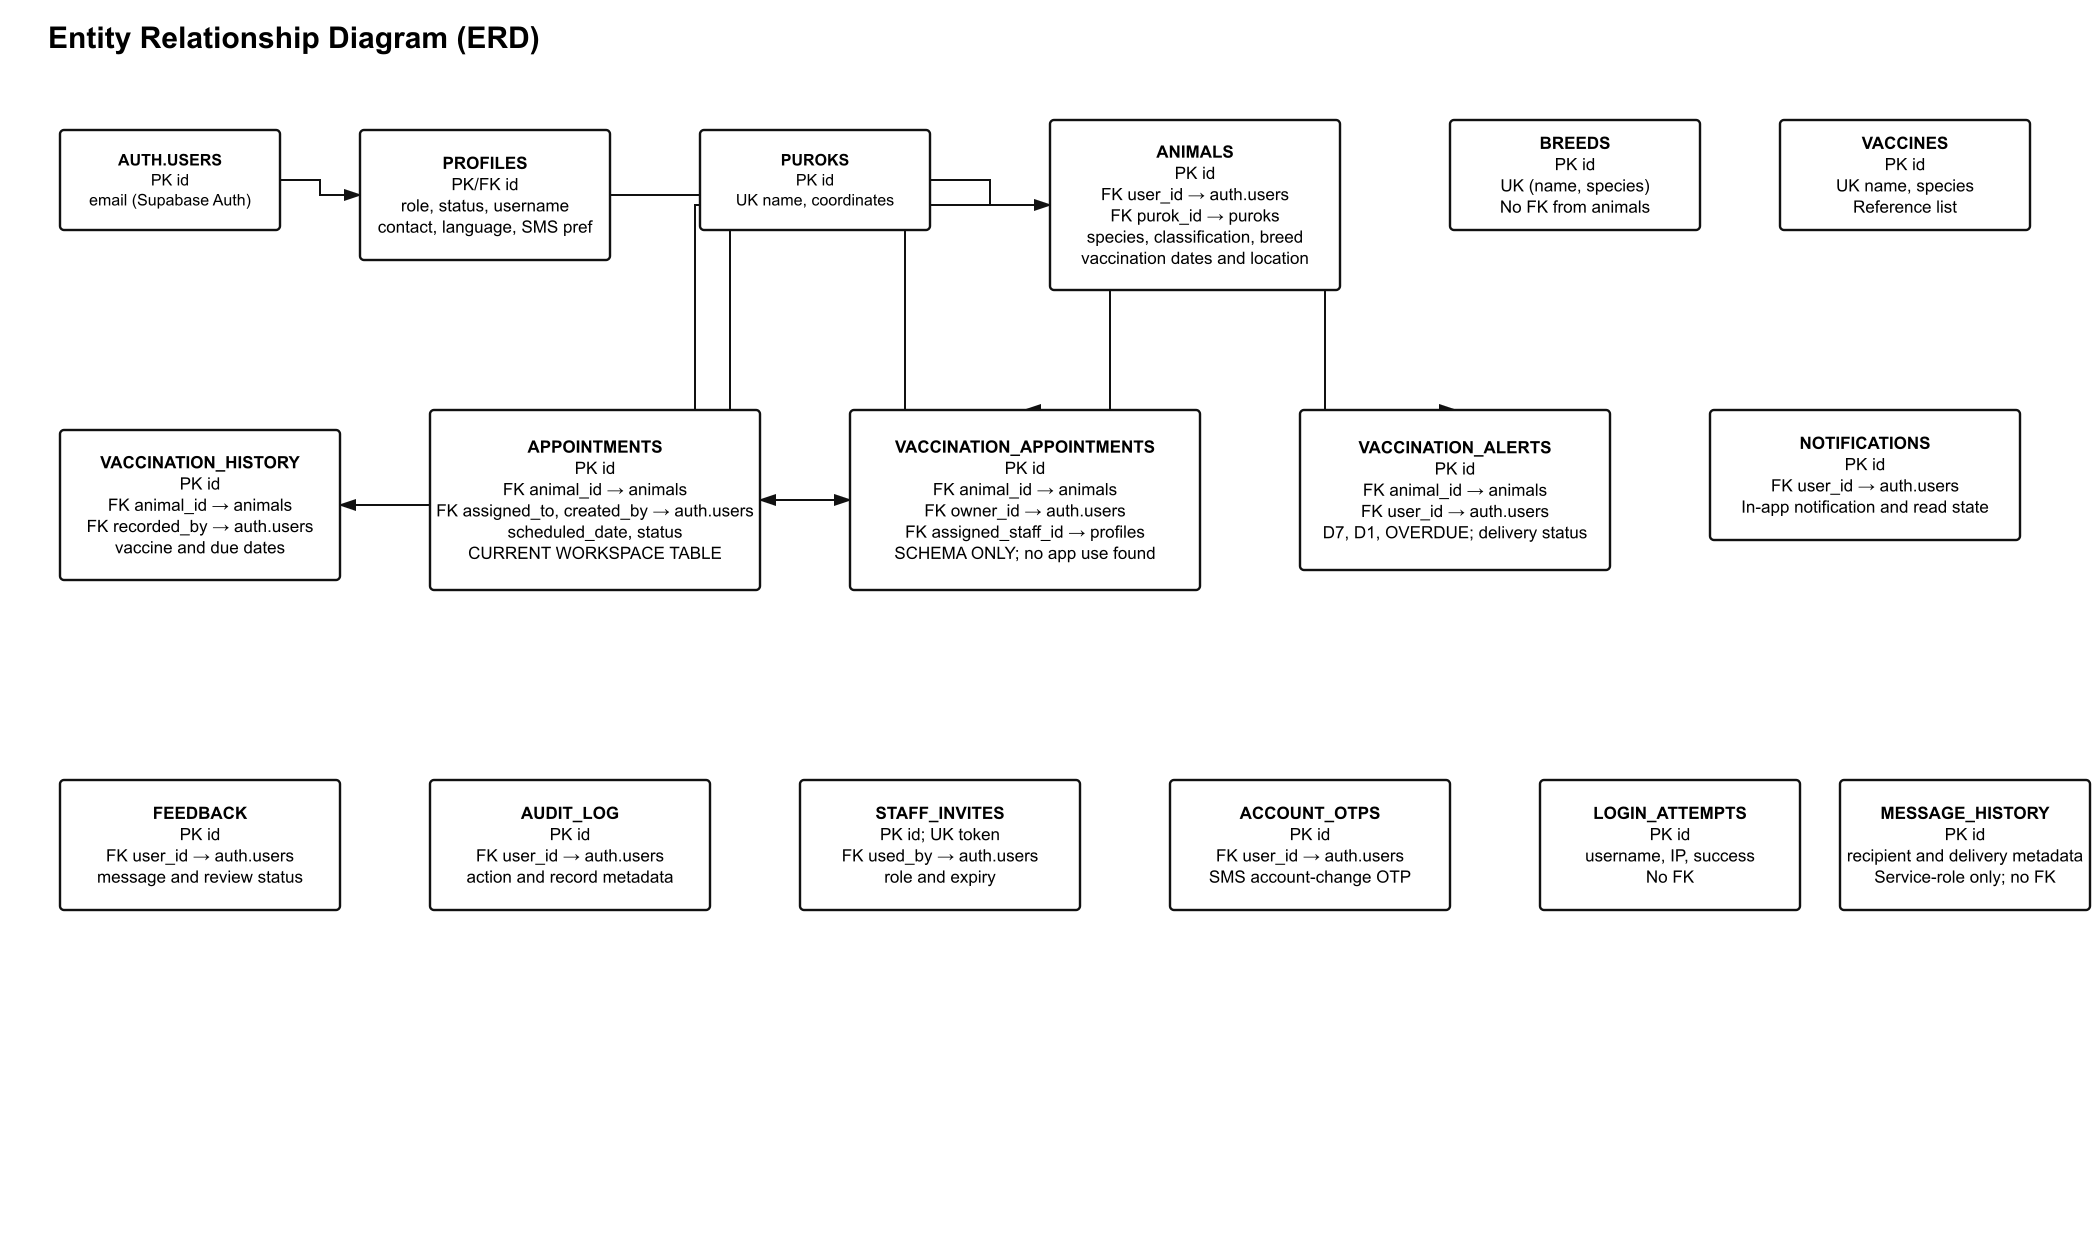 Entity Relationship Diagram (ERD)
AUTH.USERS
PK id
email (Supabase Auth)
PROFILES
PK/FK id
role, status, username
contact, language, SMS pref
PUROKS
PK id
UK name, coordinates
ANIMALS
PK id
FK user_id → auth.users
FK purok_id → puroks
species, classification, breed
vaccination dates and location
BREEDS
PK id
UK (name, species)
No FK from animals
VACCINES
PK id
UK name, species
Reference list
VACCINATION_HISTORY
PK id
FK animal_id → animals
FK recorded_by → auth.users
vaccine and due dates
APPOINTMENTS
PK id
FK animal_id → animals
FK assigned_to, created_by → auth.users
scheduled_date, status
CURRENT WORKSPACE TABLE
VACCINATION_APPOINTMENTS
PK id
FK animal_id → animals
FK owner_id → auth.users
FK assigned_staff_id → profiles
SCHEMA ONLY; no app use found
VACCINATION_ALERTS
PK id
FK animal_id → animals
FK user_id → auth.users
D7, D1, OVERDUE; delivery status
NOTIFICATIONS
PK id
FK user_id → auth.users
In-app notification and read state
FEEDBACK
PK id
FK user_id → auth.users
message and review status
AUDIT_LOG
PK id
FK user_id → auth.users
action and record metadata
STAFF_INVITES
PK id; UK token
FK used_by → auth.users
role and expiry
ACCOUNT_OTPS
PK id
FK user_id → auth.users
SMS account-change OTP
LOGIN_ATTEMPTS
PK id
username, IP, success
No FK
MESSAGE_HISTORY
PK id
recipient and delivery metadata
Service-role only; no FK